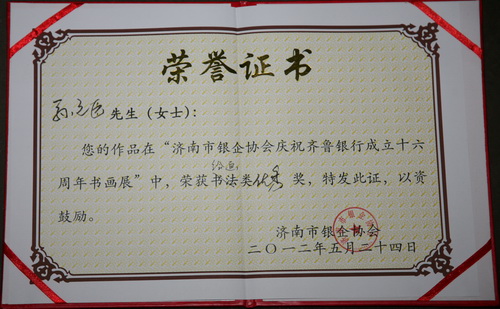 荣誉证书
先生（女士）：
您的作品在“济南市银企协会庆祝齐鲁银行成立十六
周年书画展”中，荣获书法类优秀奖，特发此证，以资
鼓励。
济南市银企协会
二〇一二年五月二十四日